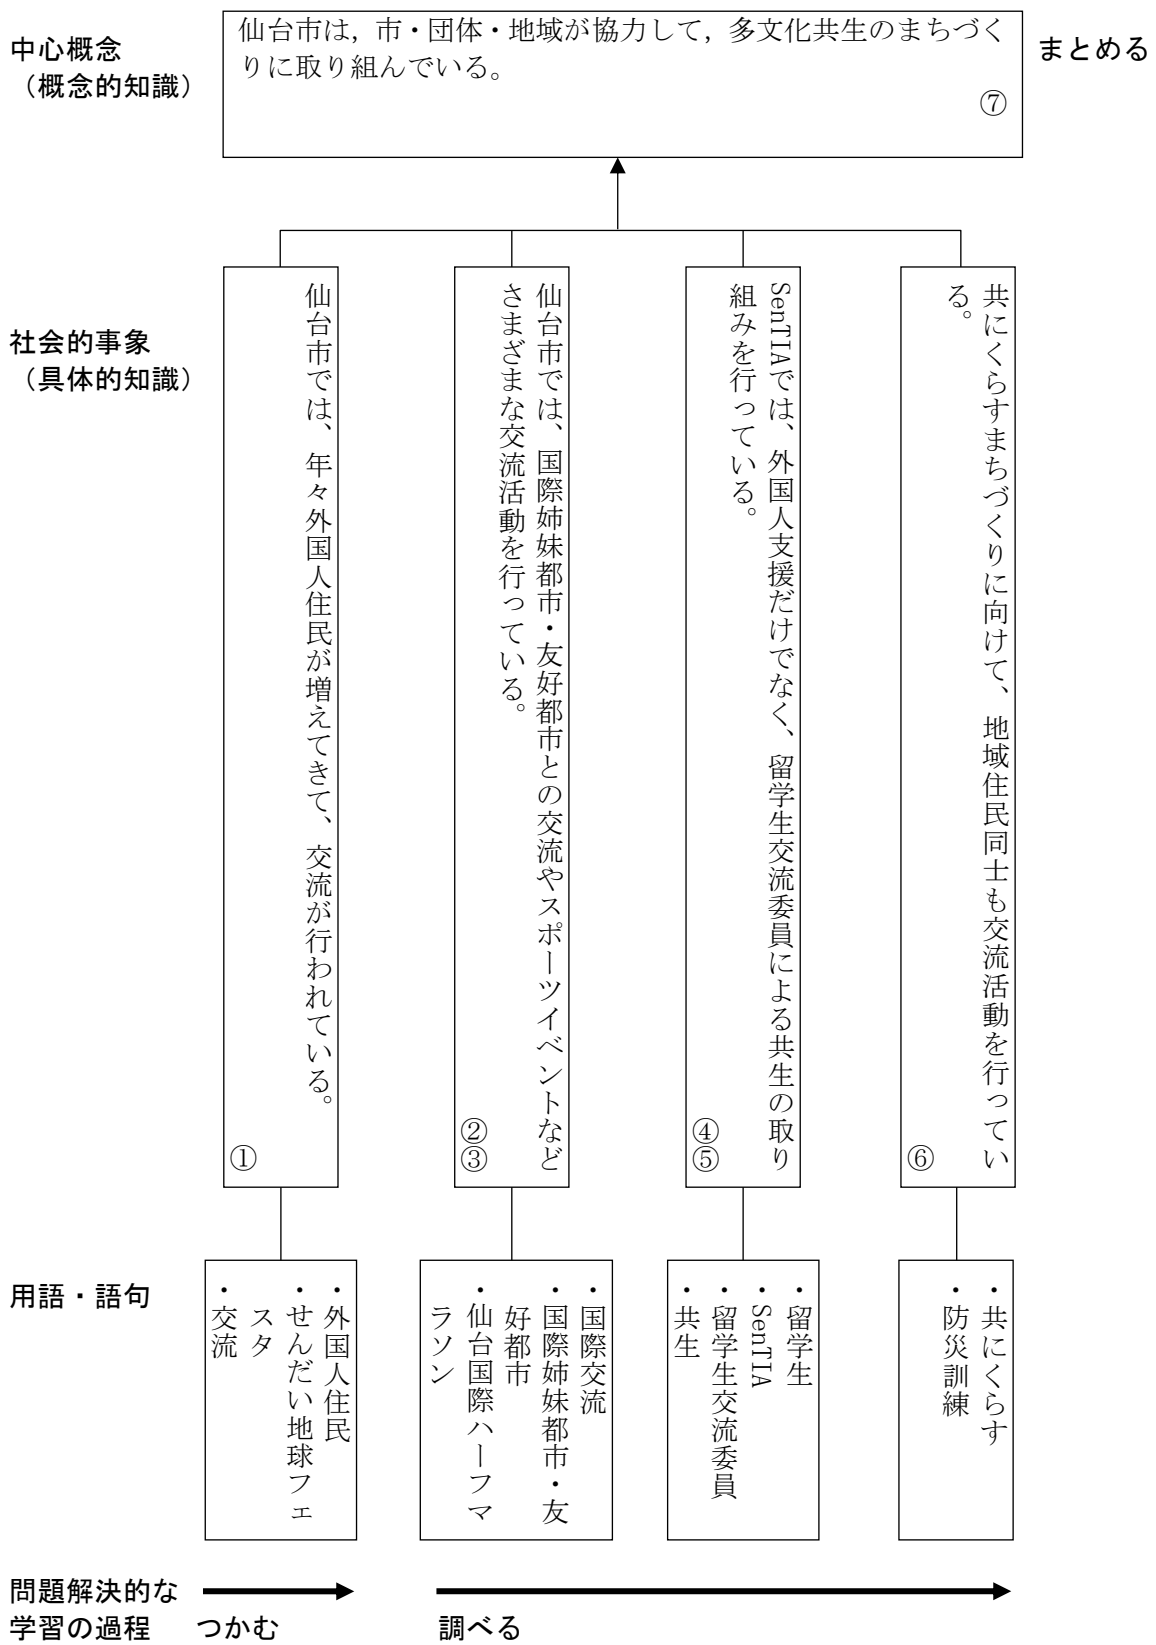 中心概念
（概念的知識）
仙台市は，市・団体・地域が協力して，多文化共生のまちづく
りに取り組んでいる。
⑦
まとめる
社会的事象
（具体的知識）
仙台市では、年々外国人住民が増えてきて、交流が行われている。
①
仙台市では、国際姉妹都市・友好都市との交流やスポーツイベントなど
さまざまな交流活動を行っている。
②
③
SenTIAでは、外国人支援だけでなく、留学生交流委員による共生の取り
組みを行っている。
④
⑤
共にくらすまちづくりに向けて、地域住民同士も交流活動を行ってい
る。
⑥
用語・語句
・外国人住民
・せんだい地球フェ
スタ
・交流
・国際交流
・国際姉妹都市・友
好都市
・仙台国際ハーフマ
ラソン
・留学生
・SenTIA
・留学生交流委員
・共生
・共にくらす
・防災訓練
問題解決的な
学習の過程
つかむ
調べる